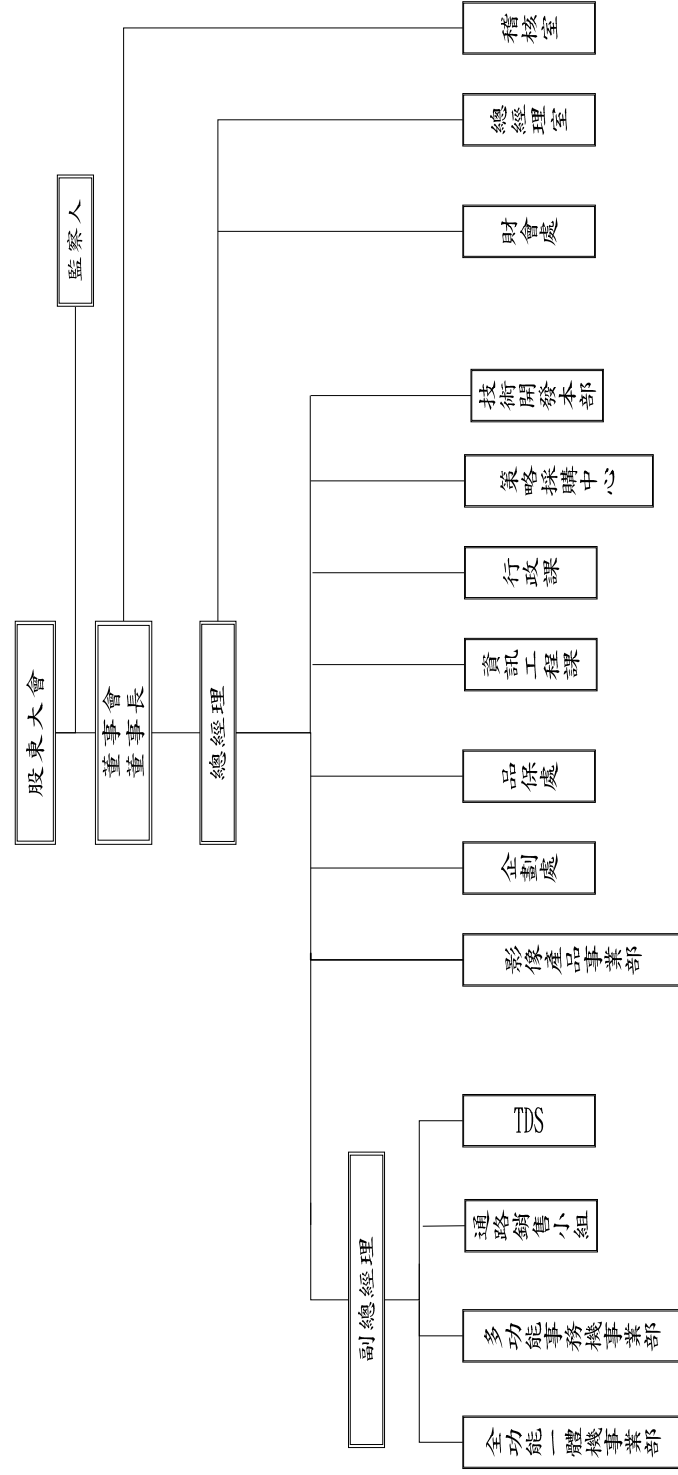 股東大會
監察人
董事會
董事長
總經理
副總經理
全功能一體機事業部
多功能事務機事業部
通路銷售小組
TDS
影像產品事業部
企劃處
品保處
資訊工程課
行政課
策略採購中心
技術開發本部
財會處
總經理室
稽核室